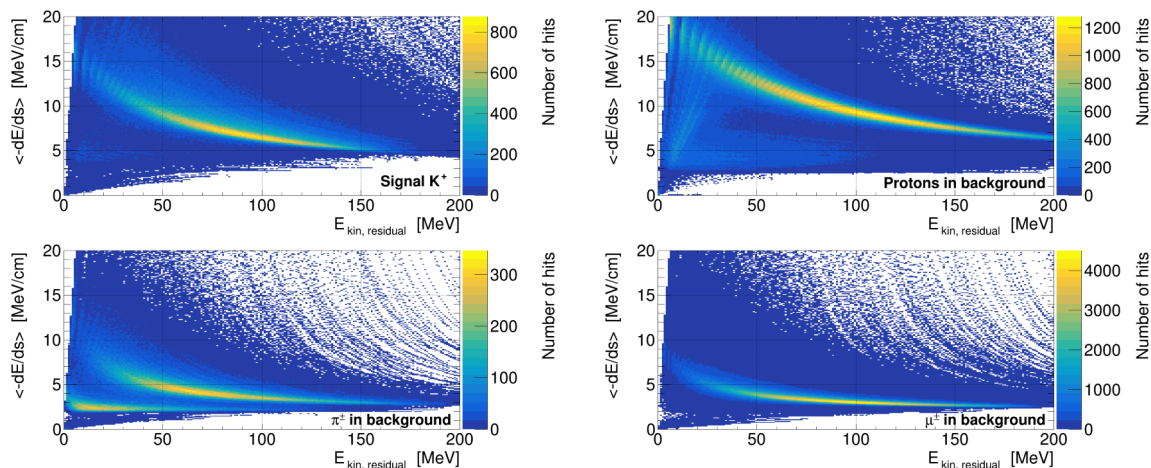 <-dE/ds> [MeV/cm]
20
15
10
5
0
Signal K⁺
0 50 100 150 200
E kin, residual [MeV]
800
600
400
200
0
Number of hits
<-dE/ds> [MeV/cm]
20
15
10
5
0
Protons in background
0 50 100 150 200
E kin, residual [MeV]
1200
1000
800
600
400
200
0
Number of hits
<-dE/ds> [MeV/cm]
20
15
10
5
0
π± in background
0 50 100 150 200
E kin, residual [MeV]
300
200
100
0
Number of hits
<-dE/ds> [MeV/cm]
20
15
10
5
0
μ± in background
0 50 100 150 200
E kin, residual [MeV]
4000
3000
2000
1000
0
Number of hits